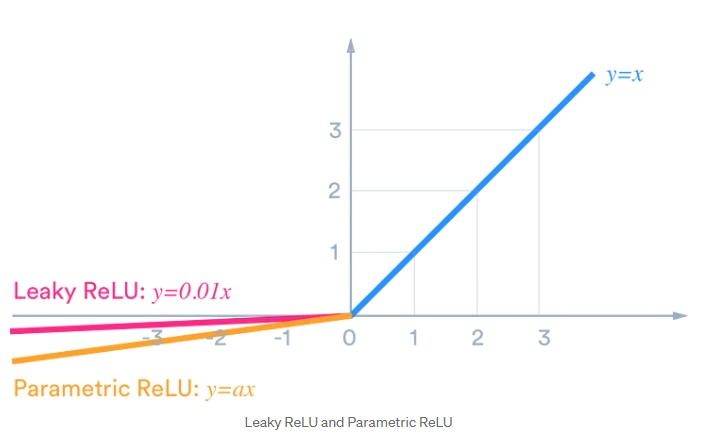 y=x
3
2
1
Leaky ReLU: y=0.01x
-3 -2 -1 0 1 2 3
Parametric ReLU: y=ax
Leaky ReLU and Parametric ReLU